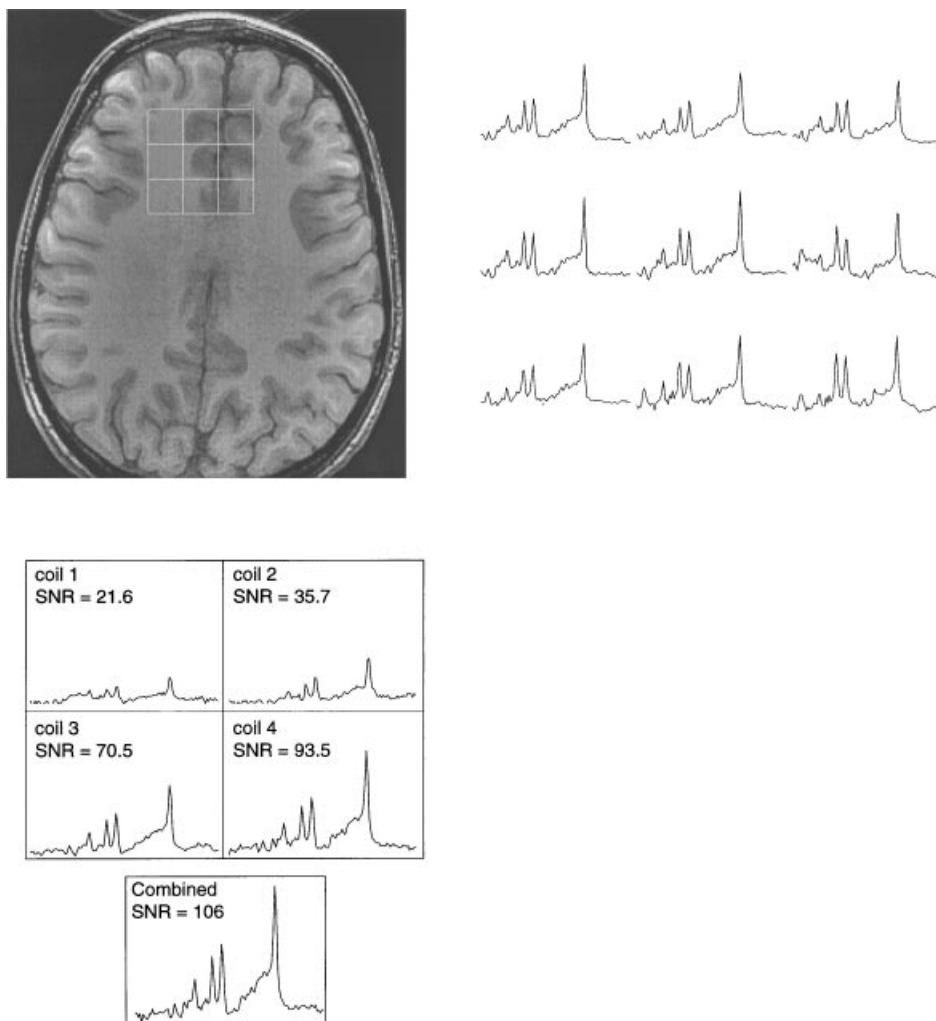 coil 1
SNR = 21.6
coil 2
SNR = 35.7
coil 3
SNR = 70.5
coil 4
SNR = 93.5
Combined
SNR = 106